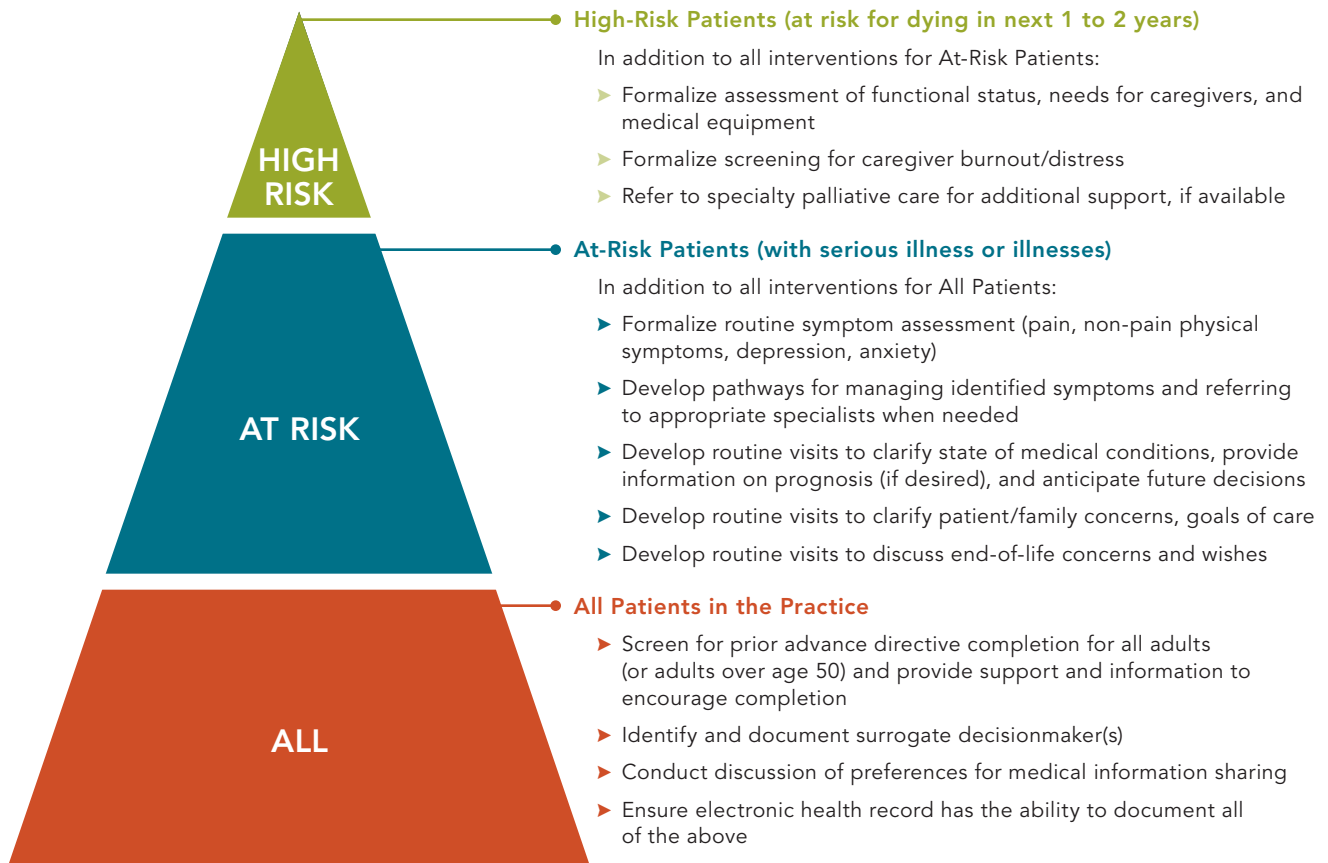 High-Risk Patients (at risk for dying in next 1 to 2 years)
In addition to all interventions for At-Risk Patients:
➤ Formalize assessment of functional status, needs for caregivers, and
medical equipment
➤ Formalize screening for caregiver burnout/distress
➤ Refer to specialty palliative care for additional support, if available
HIGH
RISK
At-Risk Patients (with serious illness or illnesses)
In addition to all interventions for All Patients:
➤ Formalize routine symptom assessment (pain, non-pain physical
symptoms, depression, anxiety)
➤ Develop pathways for managing identified symptoms and referring
to appropriate specialists when needed
➤ Develop routine visits to clarify state of medical conditions, provide
information on prognosis (if desired), and anticipate future decisions
➤ Develop routine visits to clarify patient/family concerns, goals of care
➤ Develop routine visits to discuss end-of-life concerns and wishes
AT RISK
All Patients in the Practice
➤ Screen for prior advance directive completion for all adults
(or adults over age 50) and provide support and information to
encourage completion
➤ Identify and document surrogate decisionmaker(s)
➤ Conduct discussion of preferences for medical information sharing
➤ Ensure electronic health record has the ability to document all
of the above
ALL